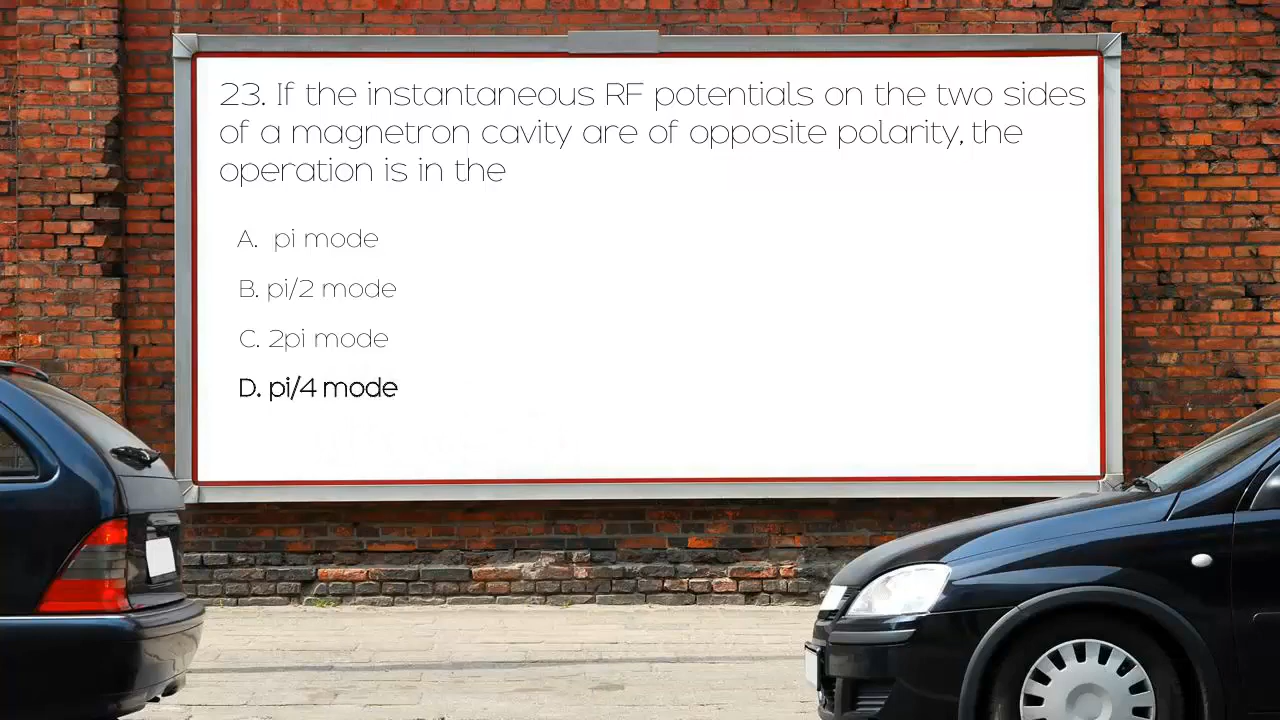 23. If the instantaneous RF potentials on the two sides
of a magnetron cavity are of opposite polarity, the
operation is in the
A. pi mode
B. pi/2 mode
C. 2pi mode
D. pi/4 mode